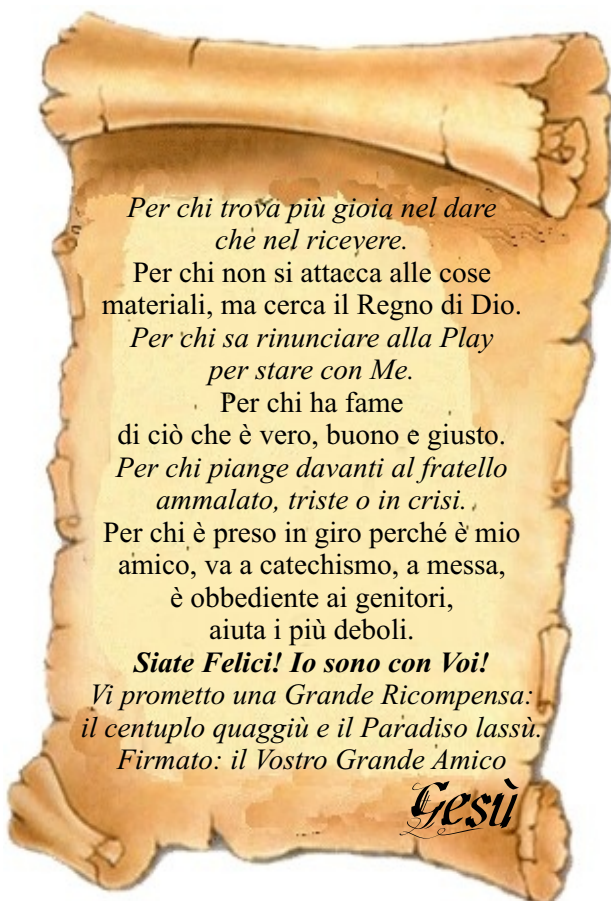 Per chi trova più gioia nel dare
che nel ricevere.
Per chi non si attacca alle cose
materiali, ma cerca il Regno di Dio.
Per chi sa rinunciare alla Play
per stare con Me.
Per chi ha fame
di ciò che è vero, buono e giusto.
Per chi piange davanti al fratello
ammalato, triste o in crisi.
Per chi è preso in giro perché è mio
amico, va a catechismo, a messa,
è obbediente ai genitori,
aiuta i più deboli.
Siate Felici! Io sono con Voi!
Vi prometto una Grande Ricompensa:
il centuplo quaggiù e il Paradiso lassù.
Firmato: il Vostro Grande Amico
Gesù